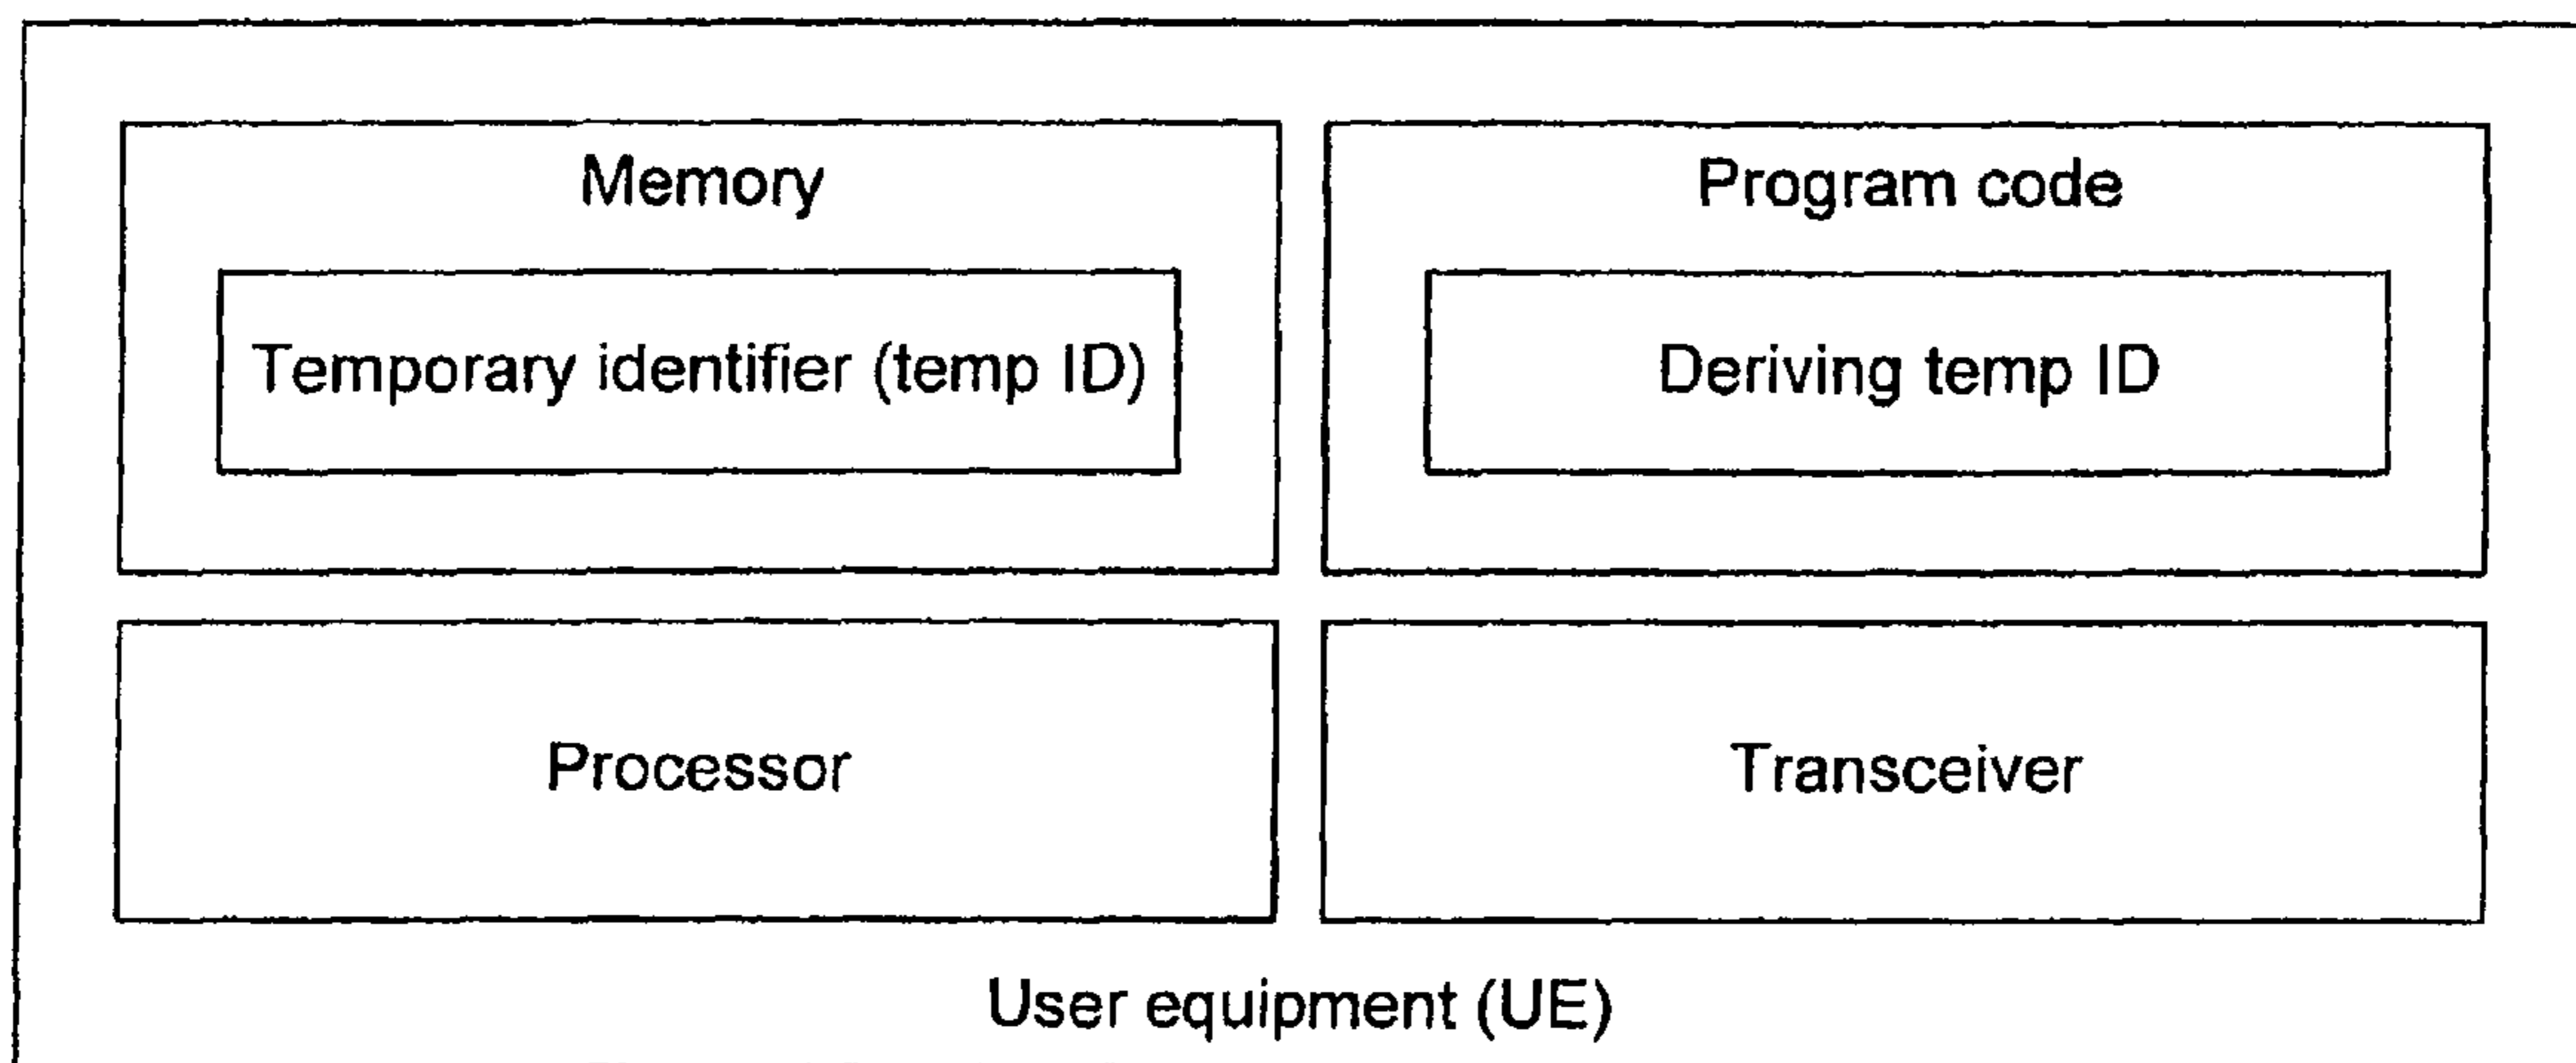 Memory
Program code
Temporary identifier (temp ID)
Deriving temp ID
Processor
Transceiver
User equipment (UE)